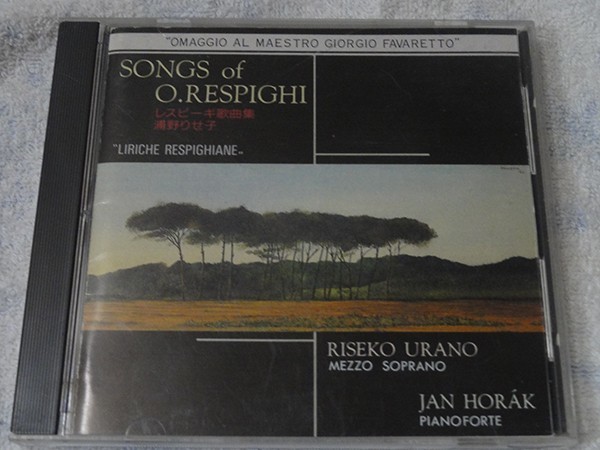 "OMAGGIO AL MAESTRO GIORGIO FAVARETTO"
SONGS of
O.RESPIGHI
レスピーギ歌曲集
浦野りせ子
"LIRICHE RESPIGHIANE"
RISEKO URANO
MEZZO SOPRANO
JAN HORÁK
PIANOFORTE